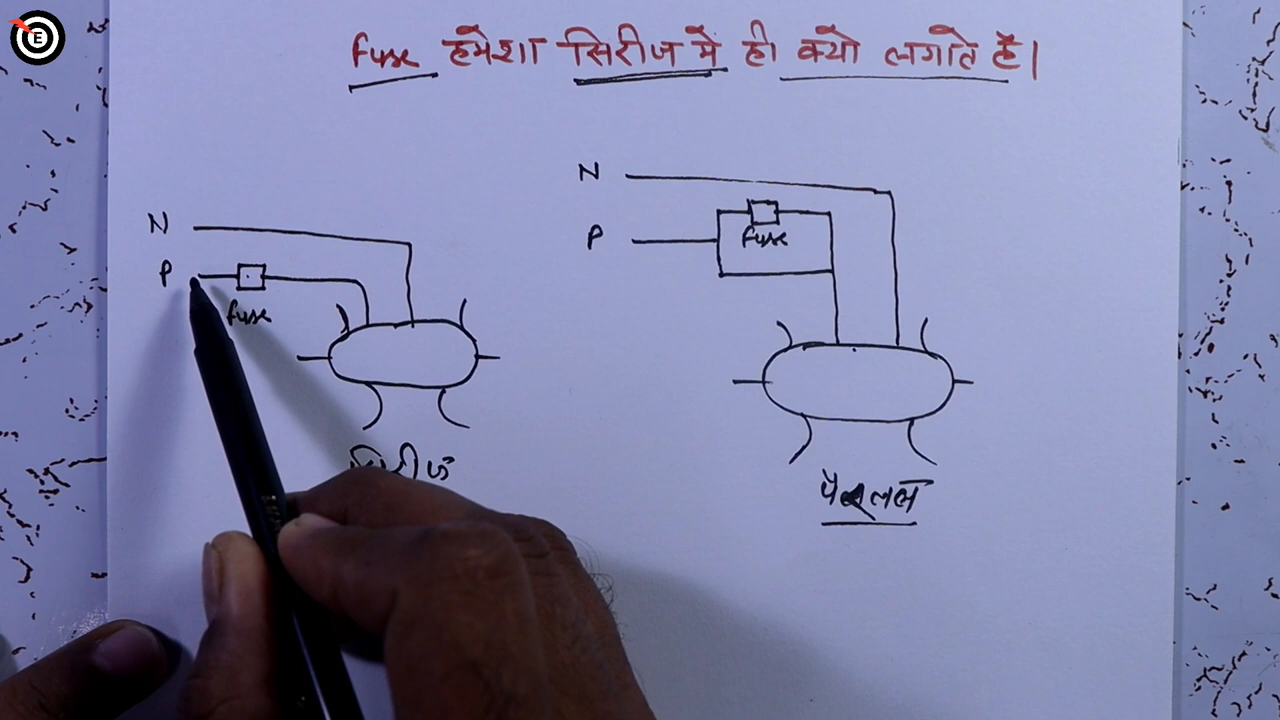 Fuse हमेशा सिरीज में ही क्यो लगाते है।
N
P
Fuse
सिरीज
N
P
Fuse
पैरलल
E